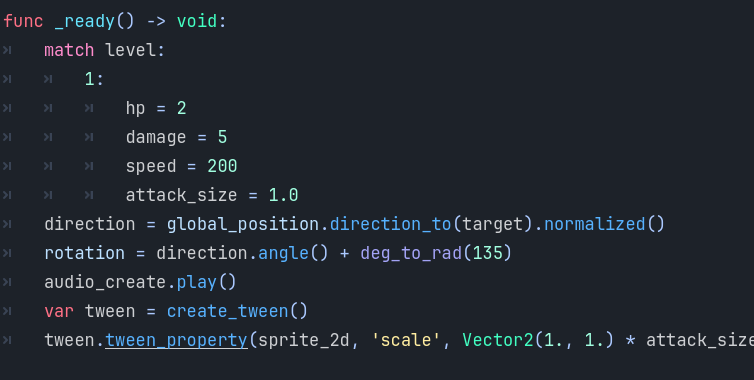 func _ready() -> void:
match level:
1:
hp = 2
damage = 5
speed = 200
attack_size = 1.0
direction = global_position.direction_to(target).normalized()
rotation = direction.angle() + deg_to_rad(135)
audio_create.play()
var tween = create_tween()
tween.tween_property(sprite_2d, 'scale', Vector2(1., 1.) * attack_size